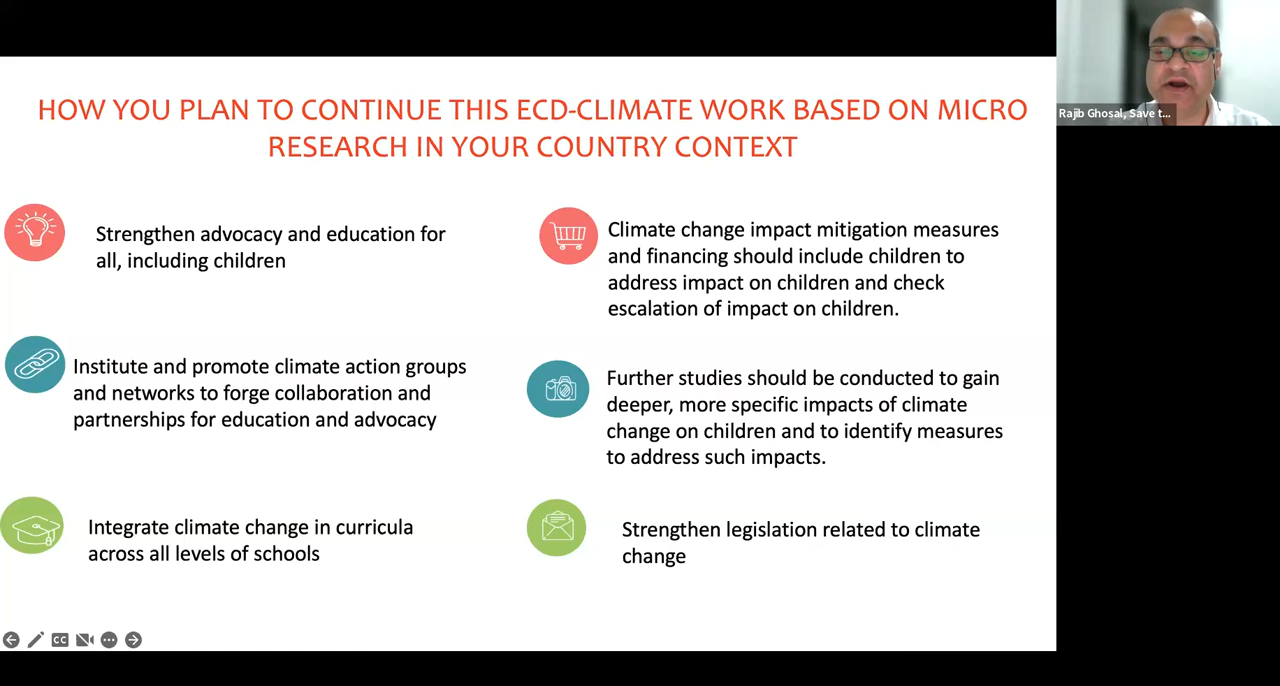 HOW YOU PLAN TO CONTINUE THIS ECD-CLIMATE WORK BASED ON MICRO
RESEARCH IN YOUR COUNTRY CONTEXT
Strengthen advocacy and education for
all, including children
Institute and promote climate action groups
and networks to forge collaboration and
partnerships for education and advocacy
Integrate climate change in curricula
across all levels of schools
Climate change impact mitigation measures
and financing should include children to
address impact on children and check
escalation of impact on children.
Further studies should be conducted to gain
deeper, more specific impacts of climate
change on children and to identify measures
to address such impacts.
Strengthen legislation related to climate
change
Rajib Ghosal, Save t...
CC